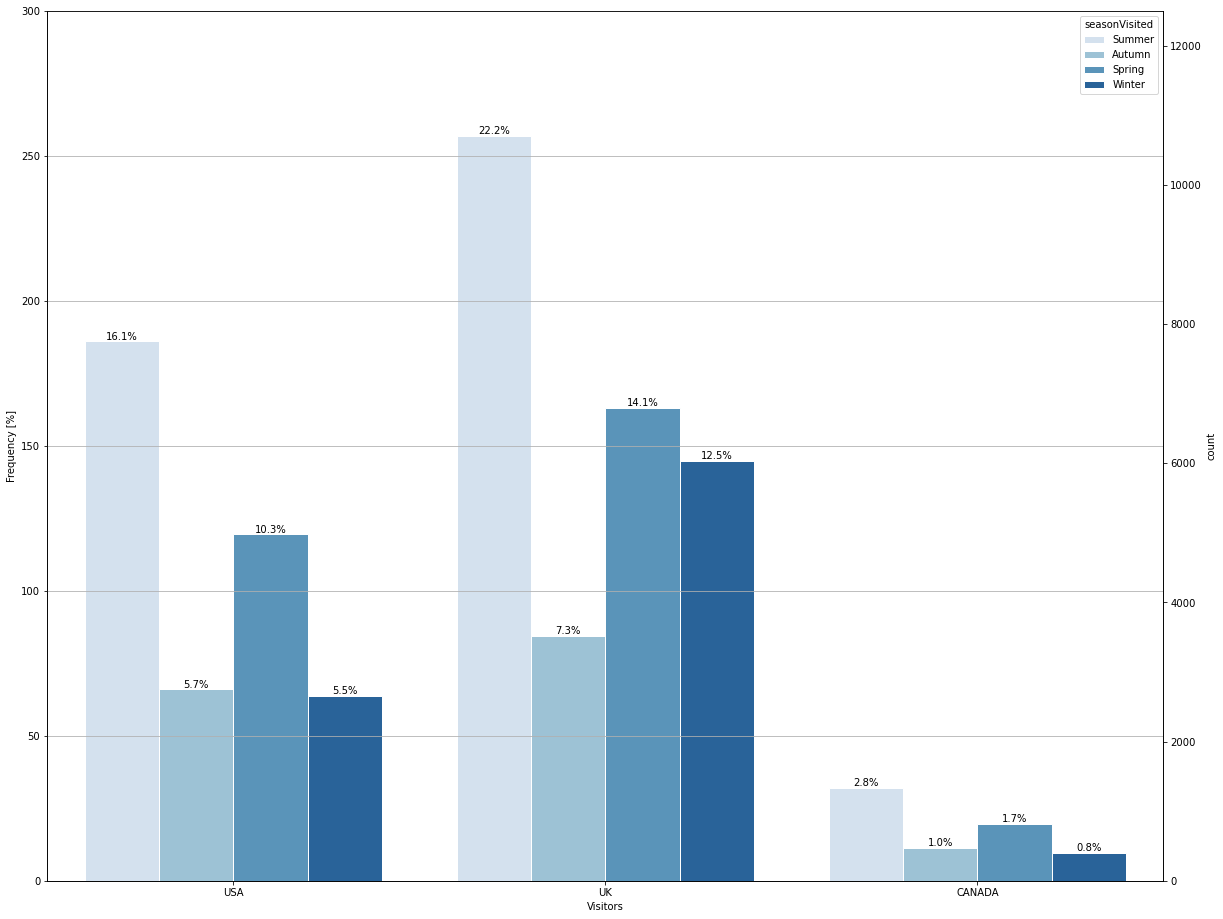 seasonVisited
Summer
Autumn
Spring
Winter
300
250
200
150
100
50
0
Frequency [%]
12000
10000
8000
6000
4000
2000
0
count
16.1%
5.7%
10.3%
5.5%
22.2%
7.3%
14.1%
12.5%
2.8%
1.0%
1.7%
0.8%
USA
UK
CANADA
Visitors